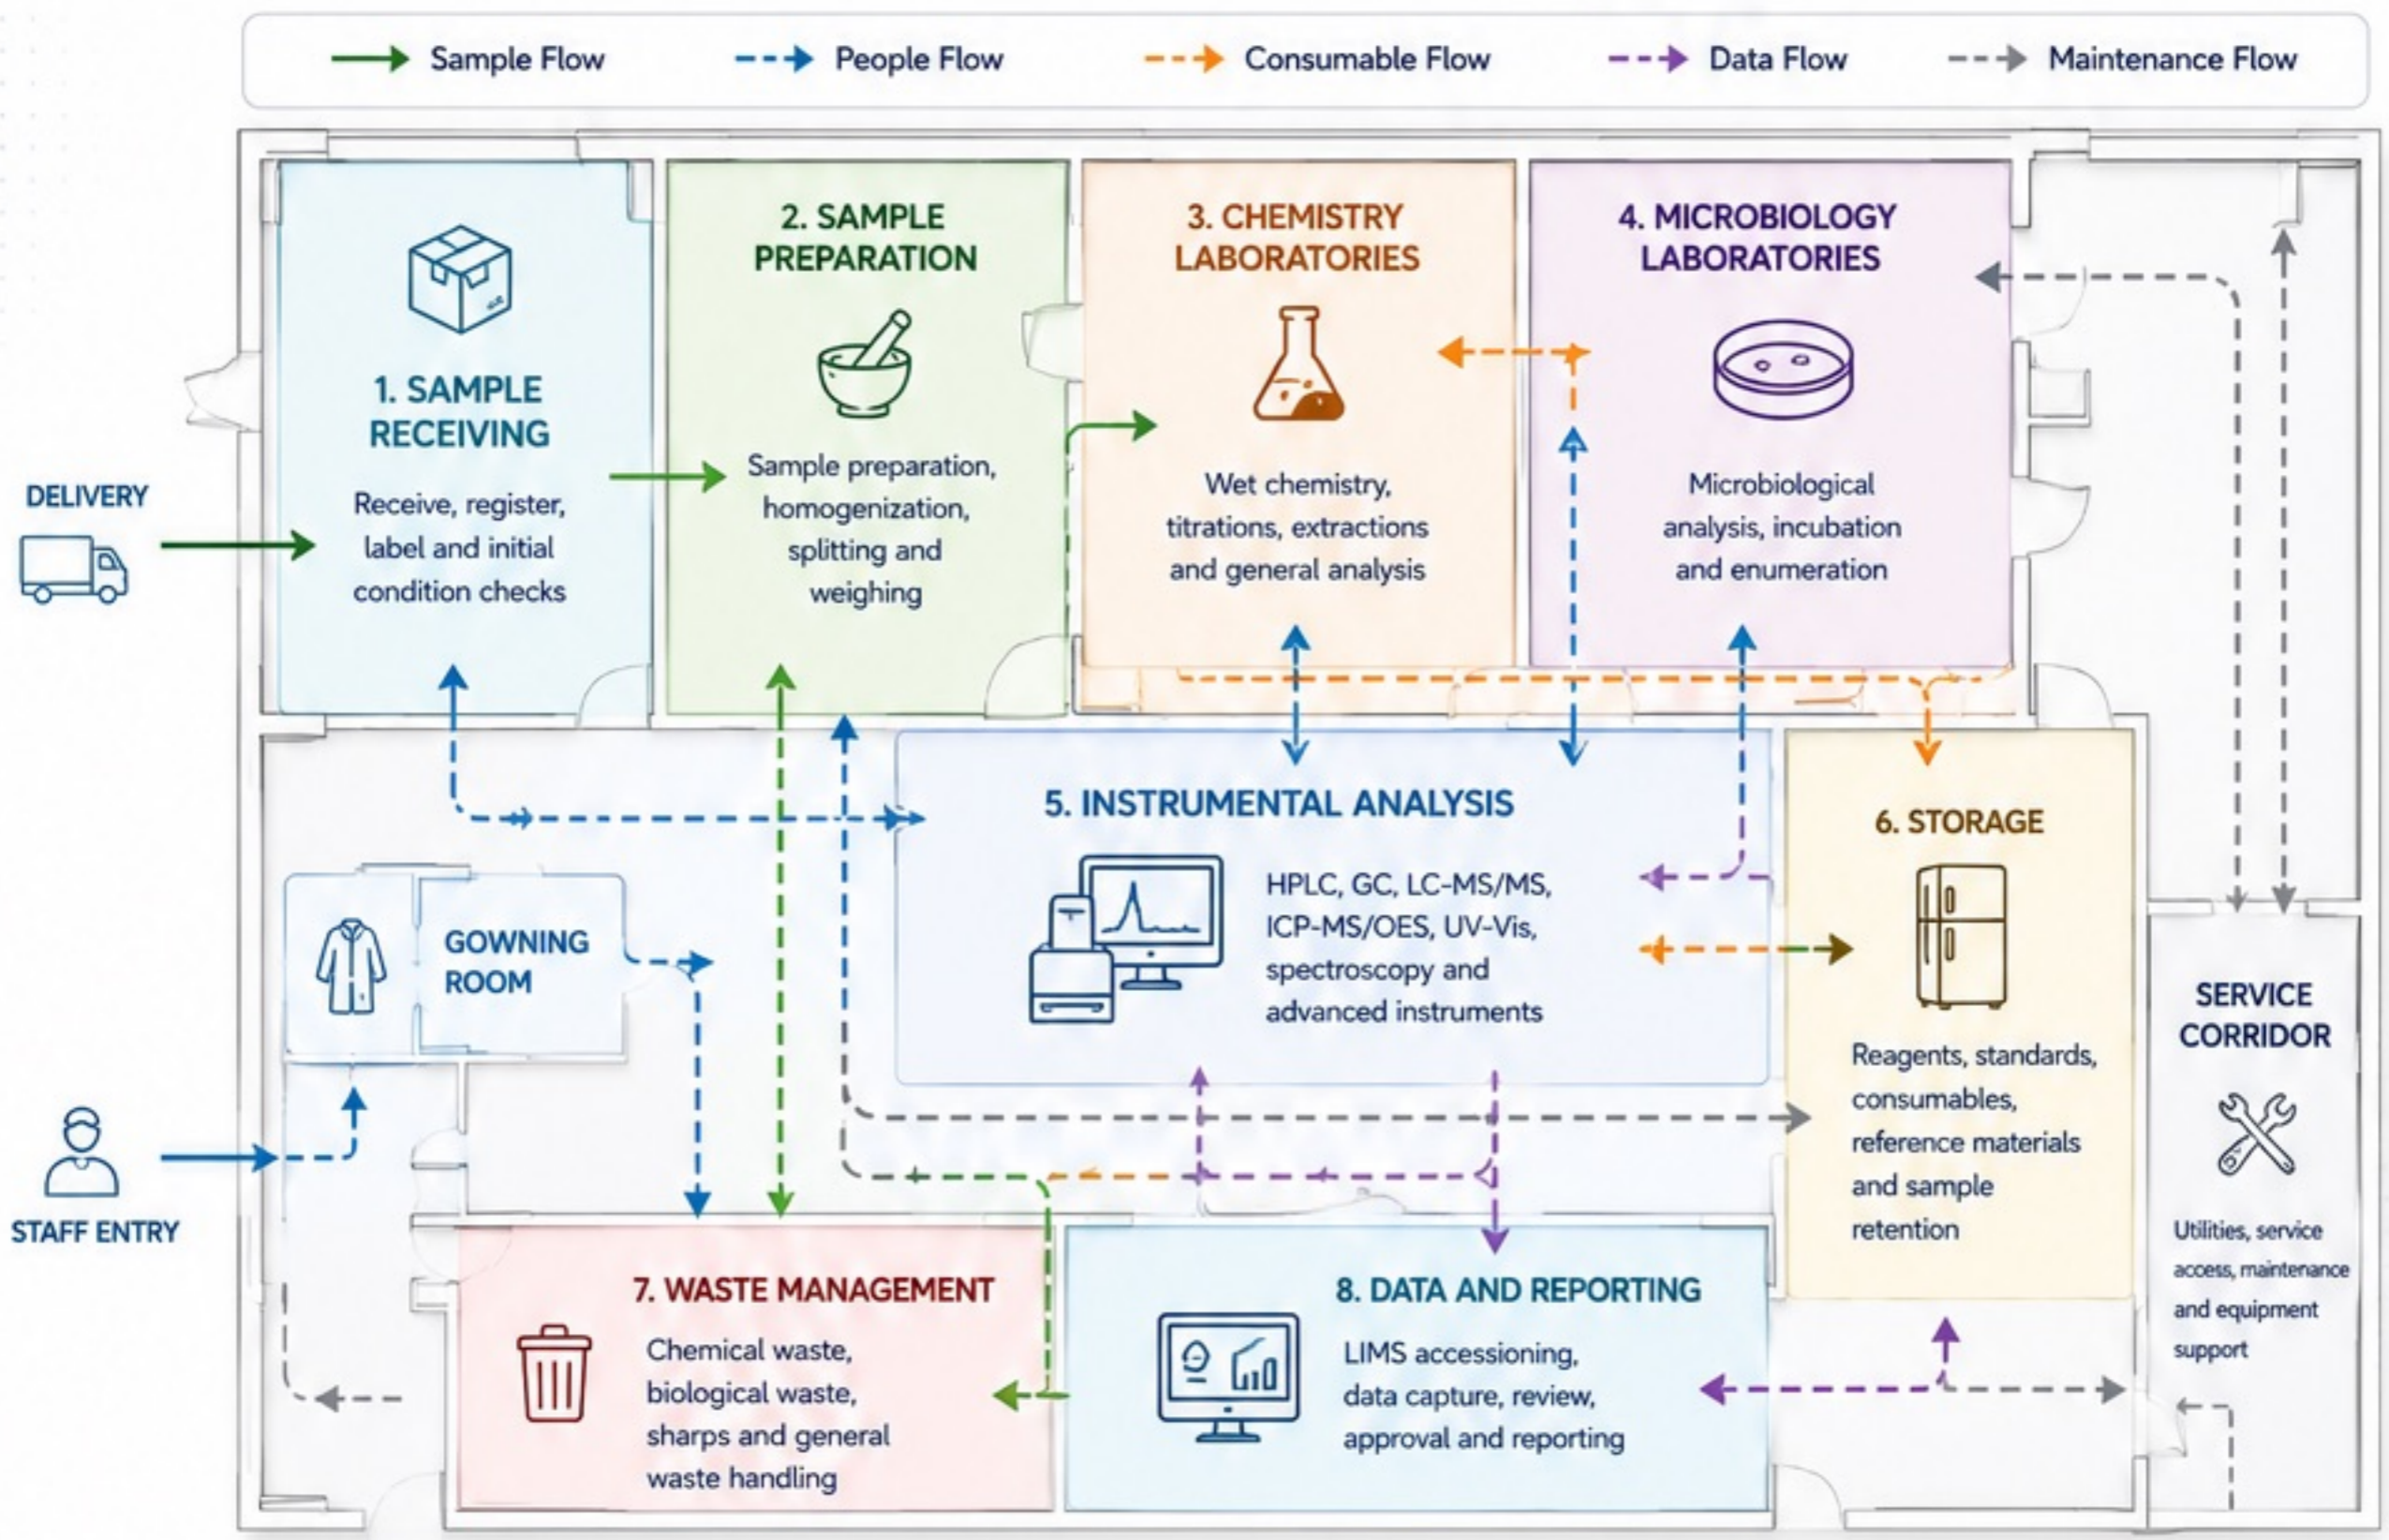 Sample Flow
People Flow
Consumable Flow
Data Flow
Maintenance Flow
1. SAMPLE
RECEIVING
Receive, register,
label and initial
condition checks
2. SAMPLE
PREPARATION
Sample preparation,
homogenization,
splitting and
weighing
3. CHEMISTRY
LABORATORIES
Wet chemistry,
titrations, extractions
and general analysis
4. MICROBIOLOGY
LABORATORIES
Microbiological
analysis, incubation
and enumeration
DELIVERY
5. INSTRUMENTAL ANALYSIS
HPLC, GC, LC-MS/MS,
ICP-MS/OES, UV-Vis,
spectroscopy and
advanced instruments
6. STORAGE
Reagents, standards,
consumables,
reference materials
and sample
retention
GOWNING
ROOM
SERVICE
CORRIDOR
Utilities, service
access, maintenance
and equipment
support
STAFF ENTRY
7. WASTE MANAGEMENT
Chemical waste,
biological waste,
sharps and general
waste handling
8. DATA AND REPORTING
LIMS accessioning,
data capture, review,
approval and reporting